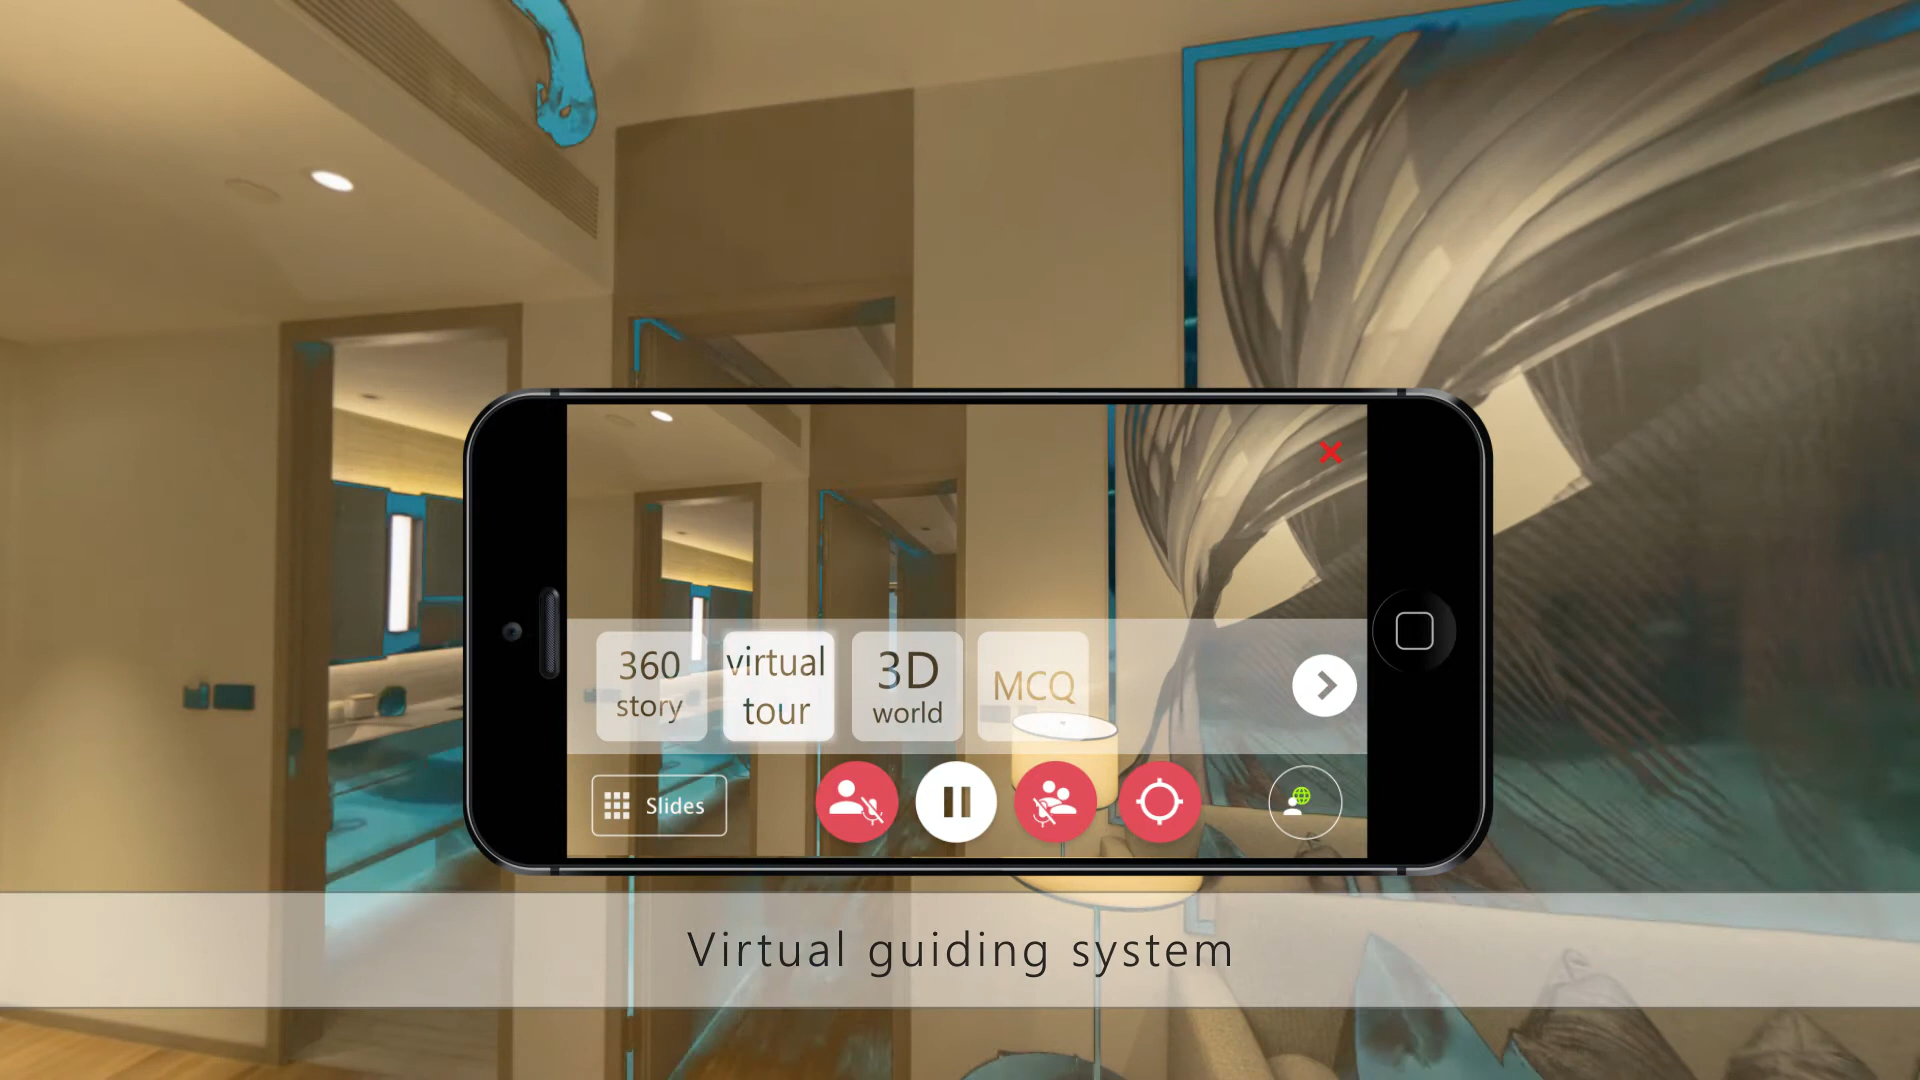 360
story
virtual
tour
3D
world
MCQ
Slides
Virtual guiding system